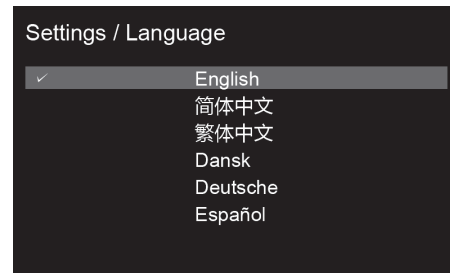 Settings / Language
✓ English
简体中文
繁体中文
Dansk
Deutsche
Español